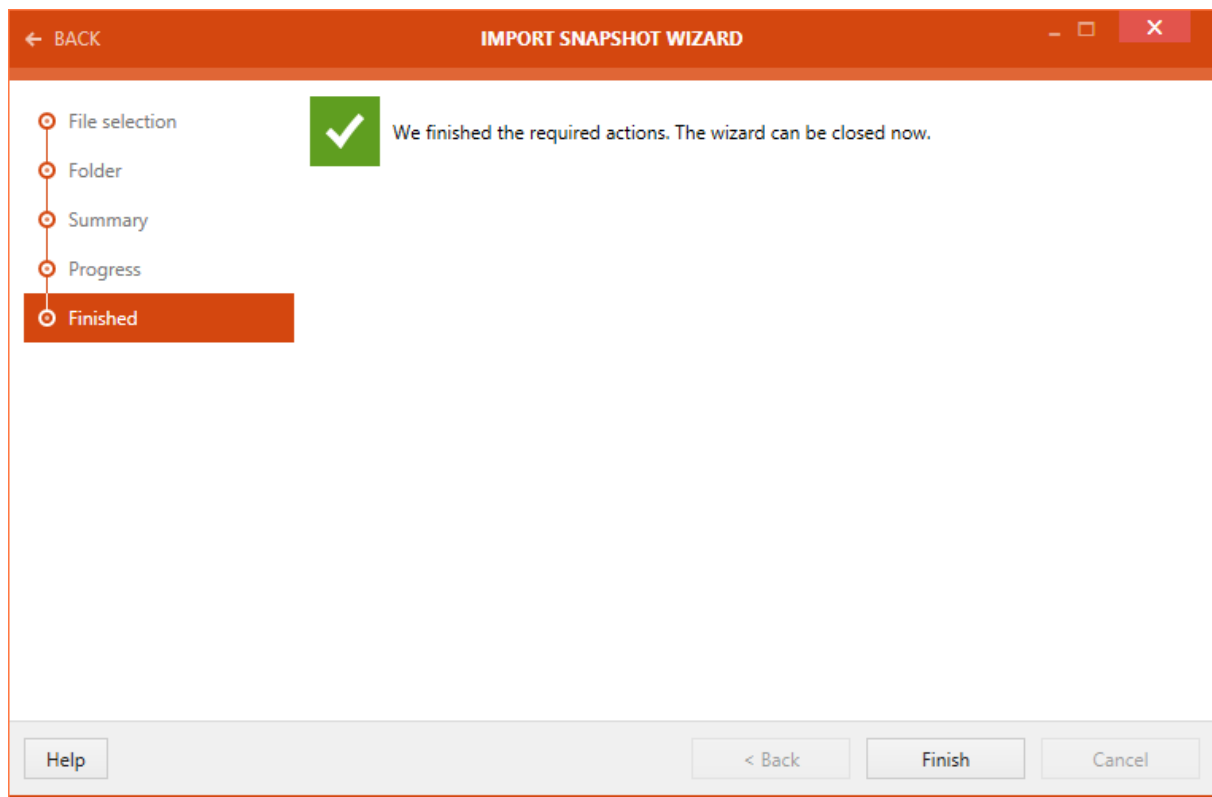 ← BACK
IMPORT SNAPSHOT WIZARD
File selection
We finished the required actions. The wizard can be closed now.
Folder
Summary
Progress
Finished
Help
< Back
Finish
Cancel